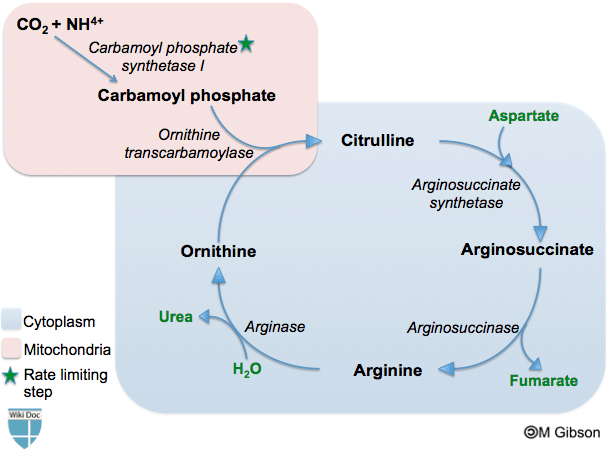 CO₂ + NH⁴⁺
Carbamoyl phosphate
synthetase I
Carbamoyl phosphate
Ornithine
transcarbamoylase
Citrulline
Aspartate
Arginosuccinate
synthetase
Ornithine
Arginosuccinate
Urea
Arginase
Arginosuccinase
H₂O
Arginine
Fumarate
Cytoplasm
Mitochondria
Rate limiting
step
Wiki Doc
🄯M Gibson